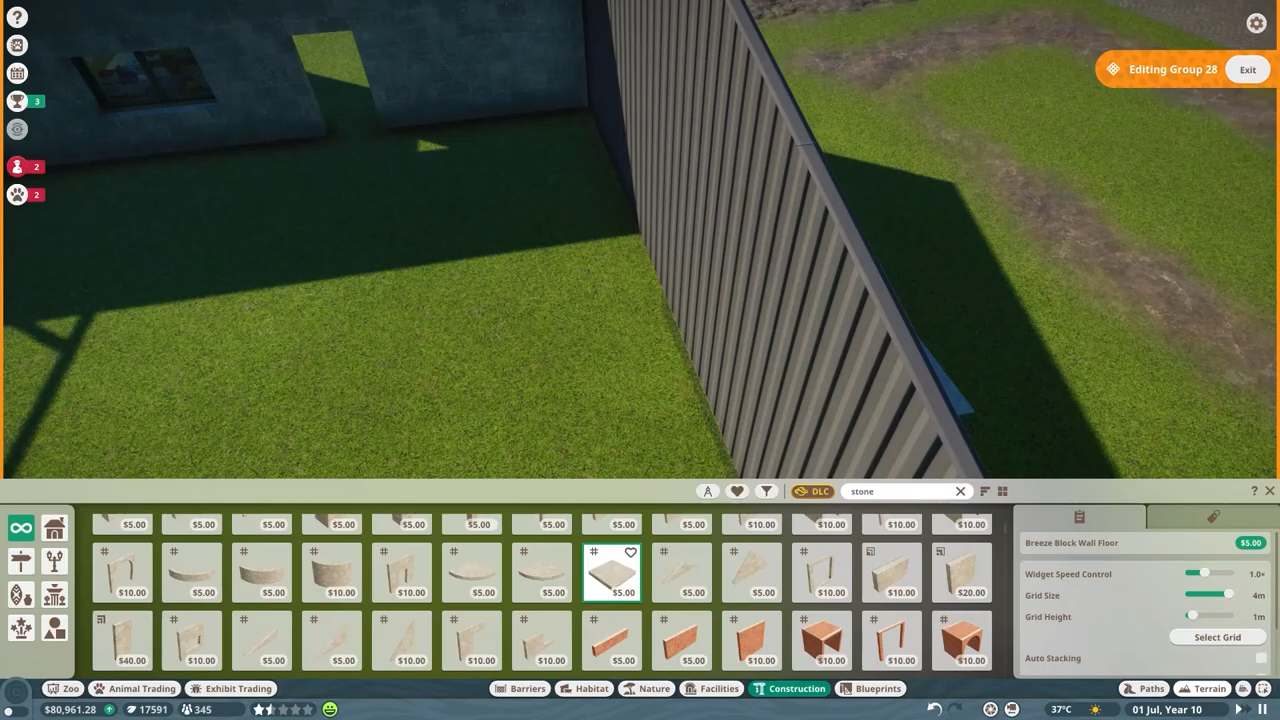 Editing Group 28 Exit
3
2
2
DLC stone
$5.00 $5.00 $5.00 $5.00 $5.00 $5.00 $5.00 $5.00 $5.00 $10.00 $10.00 $10.00 $10.00
$10.00 $5.00 $5.00 $10.00 $10.00 $5.00 $5.00 $5.00 $5.00 $5.00 $10.00 $10.00 $20.00
$40.00 $10.00 $5.00 $5.00 $5.00 $10.00 $10.00 $5.00 $5.00 $5.00 $10.00 $10.00 $10.00
Breeze Block Wall Floor $5.00
Widget Speed Control 1.0×
Grid Size 4m
Grid Height 1m
Select Grid
Auto Stacking
Zoo Animal Trading Exhibit Trading Barriers Habitat Nature Facilities Construction Blueprints Paths Terrain
$80,961.28 17591 345 37°C 01 Jul, Year 10